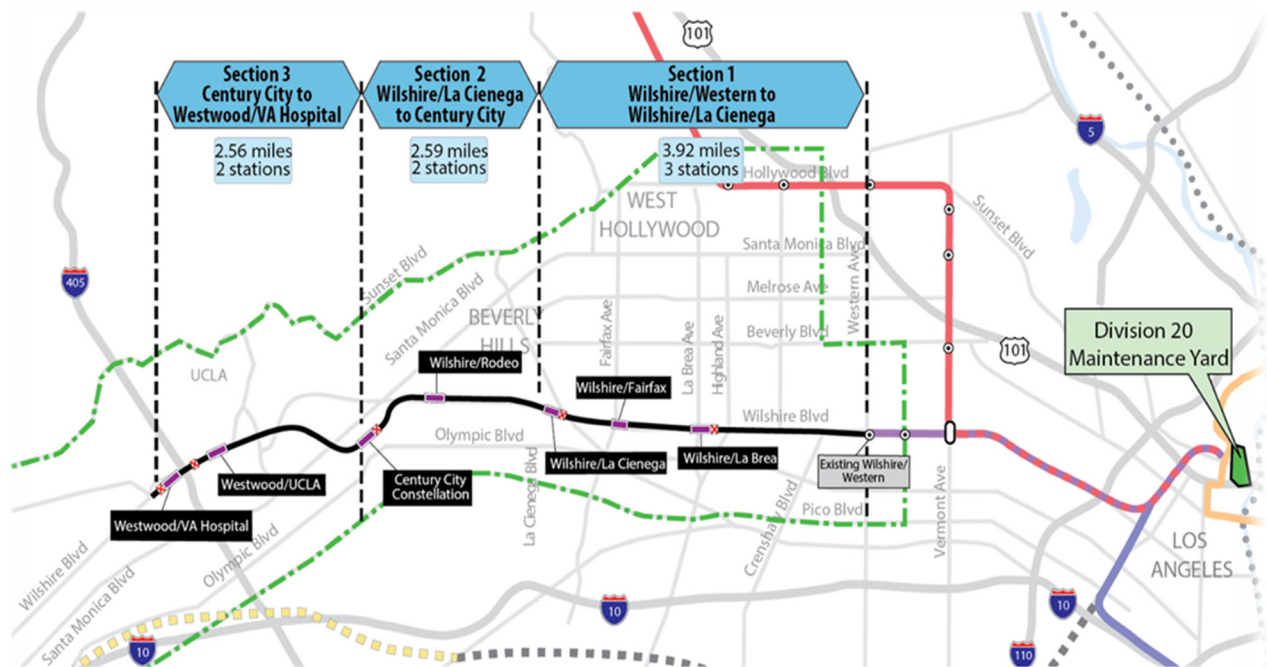 Section 3
Century City to
Westwood/VA Hospital
2.56 miles
2 stations
Section 2
Wilshire/La Cienega
to Century City
2.59 miles
2 stations
Section 1
Wilshire/Western to
Wilshire/La Cienega
3.92 miles
3 stations
101
5
Hollywood Blvd
WEST
HOLLYWOOD
Sunset Blvd
Santa Monica Blvd
Western Ave
405
Sunset Blvd
Santa Monica Blvd
Melrose Ave
BEVERLY
HILLS
Fairfax Ave
La Brea Ave
Highland Ave
Beverly Blvd
101
Division 20
Maintenance Yard
UCLA
Wilshire/Rodeo
Wilshire/Fairfax
Wilshire Blvd
Olympic Blvd
Wilshire/La Cienega
Wilshire/La Brea
Existing Wilshire/
Western
Westwood/UCLA
Century City
Constellation
La Cienega Blvd
Crenshaw Blvd
Pico Blvd
Vermont Ave
Westwood/VA Hospital
Wilshire Blvd
Santa Monica Blvd
Olympic Blvd
LOS
ANGELES
10
10
10
110